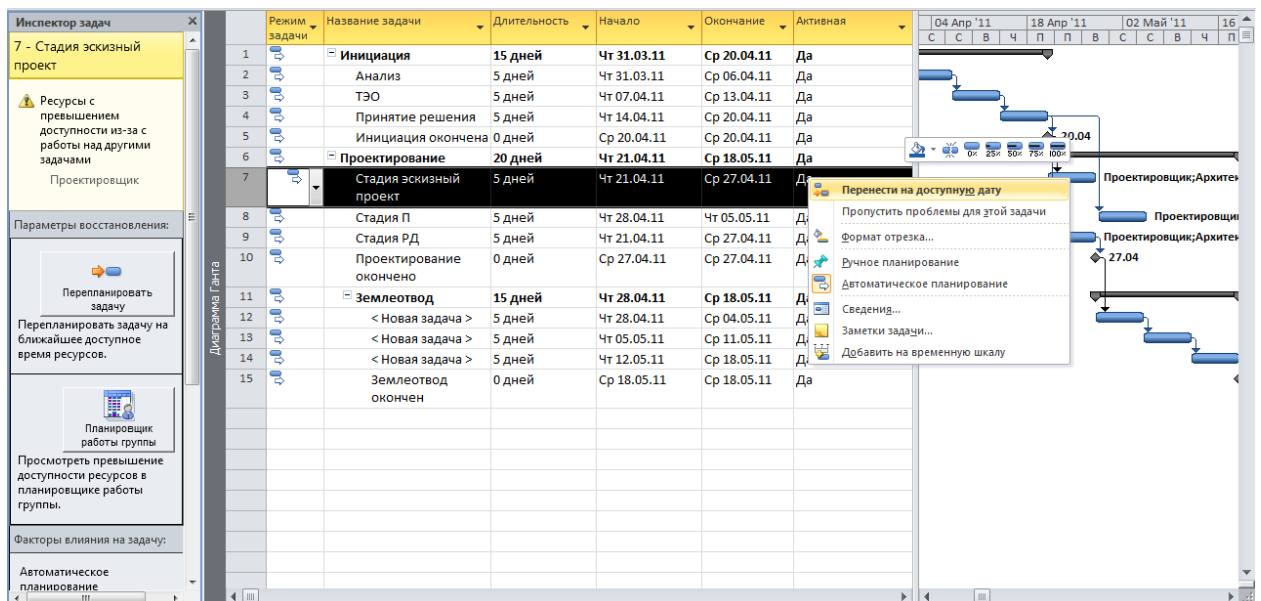 Инспектор задач
7 - Стадия эскизный
проект
Ресурсы с
превышением
доступности из-за с
работы над другими
задачами
Проектировщик
Параметры восстановления:
Перепланировать
задачу
Перепланировать задачу на
ближайшее доступное
время ресурсов.
Планировщик
работы группы
Просмотреть превышение
доступности ресурсов в
планировщике работы
группы.
Факторы влияния на задачу:
Автоматическое
планирование
Диаграмма Ганта
Режим задачи Название задачи Длительность Начало Окончание Активная
1 Инициация 15 дней Чт 31.03.11 Ср 20.04.11 Да
2 Анализ 5 дней Чт 31.03.11 Ср 06.04.11 Да
3 ТЭО 5 дней Чт 07.04.11 Ср 13.04.11 Да
4 Принятие решения 5 дней Чт 14.04.11 Ср 20.04.11 Да
5 Инициация окончена 0 дней Ср 20.04.11 Ср 20.04.11 Да
6 Проектирование 20 дней Чт 21.04.11 Ср 18.05.11 Да
7 Стадия эскизный 5 дней Чт 21.04.11 Ср 27.04.11 Да
проект
8 Стадия П 5 дней Чт 28.04.11 Чт 05.05.11
9 Стадия РД 5 дней Чт 21.04.11 Ср 27.04.11
10 Проектирование 0 дней Ср 27.04.11 Ср 27.04.11
окончено
11 Землеотвод 15 дней Чт 28.04.11 Ср 18.05.11
12 < Новая задача > 5 дней Чт 28.04.11 Ср 04.05.11
13 < Новая задача > 5 дней Чт 05.05.11 Ср 11.05.11
14 < Новая задача > 5 дней Чт 12.05.11 Ср 18.05.11
15 Землеотвод 0 дней Ср 18.05.11 Ср 18.05.11 Да
окончен
04 Апр '11 18 Апр '11 02 Май '11 16
С С В Ч П П В С С В Ч П
20.04
0% 25% 50% 75% 100%
Перенести на доступную дату
Пропустить проблемы для этой задачи
Формат отрезка...
Ручное планирование
Автоматическое планирование
Сведения...
Заметки задачи...
Добавить на временную шкалу
Проектировщик;Архитек
Проектировщи
Проектировщик;Архитек
27.04